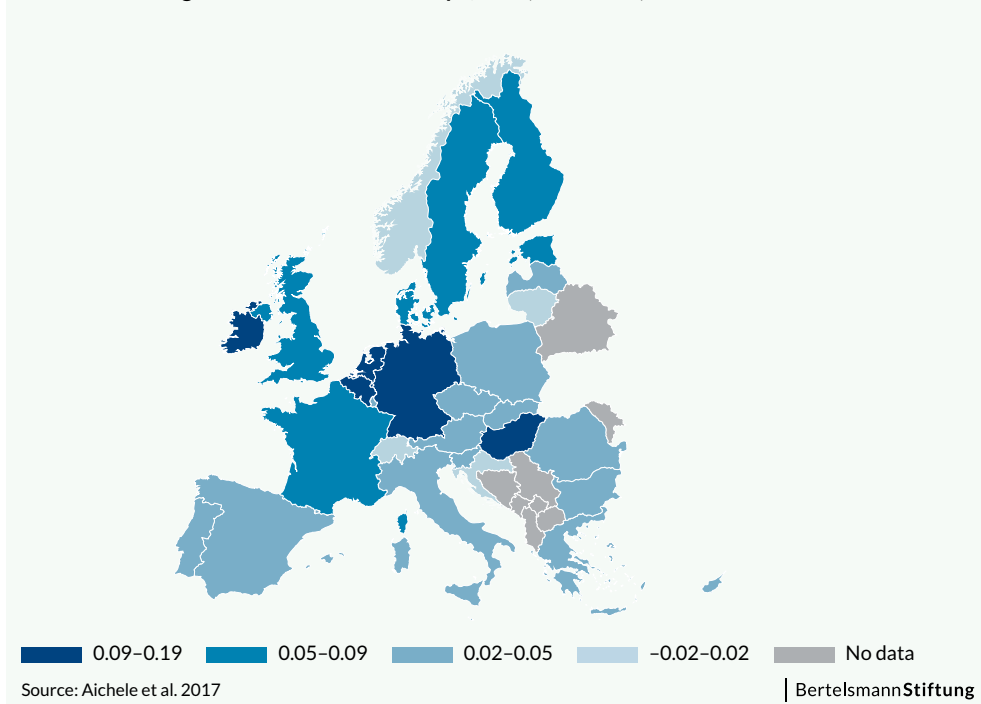 0.09–0.19 0.05–0.09 0.02–0.05 –0.02–0.02 No data
Source: Aichele et al. 2017 BertelsmannStiftung